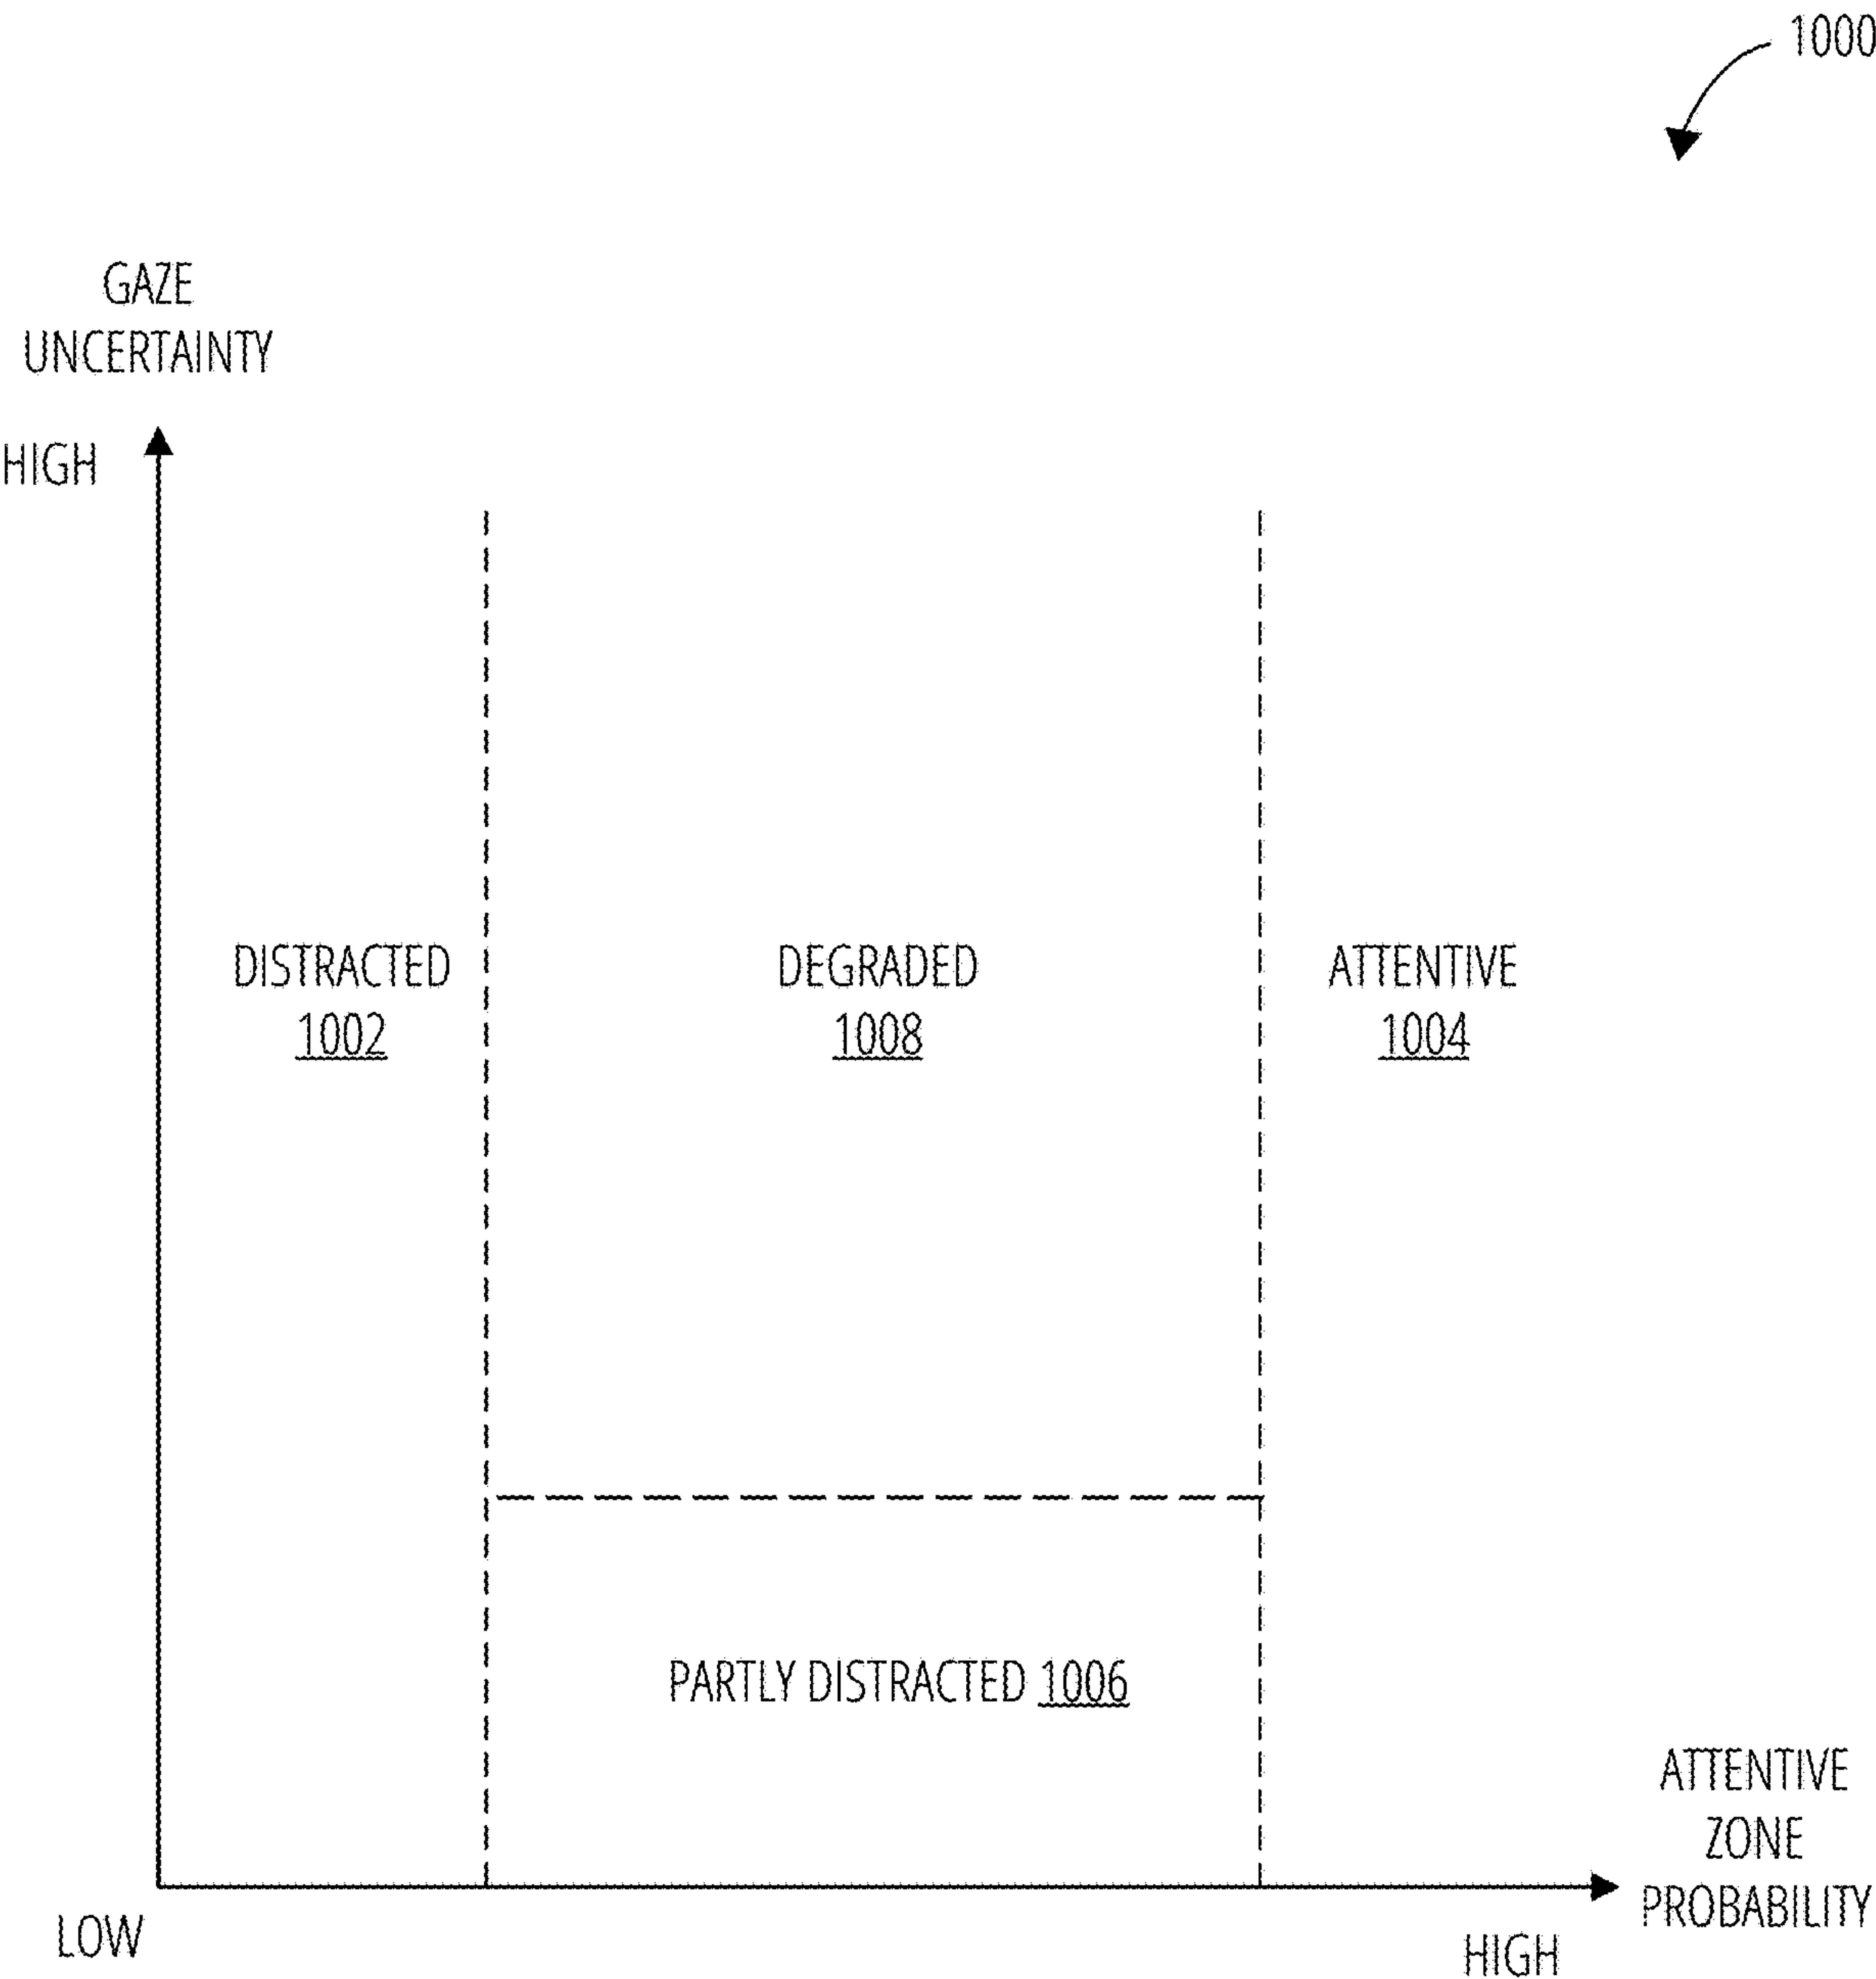 1000
GAZE
UNCERTAINTY
HIGH
DISTRACTED
1002
DEGRADED
1008
ATTENTIVE
1004
PARTLY DISTRACTED 1006
ATTENTIVE
ZONE
PROBABILITY
LOW
HIGH